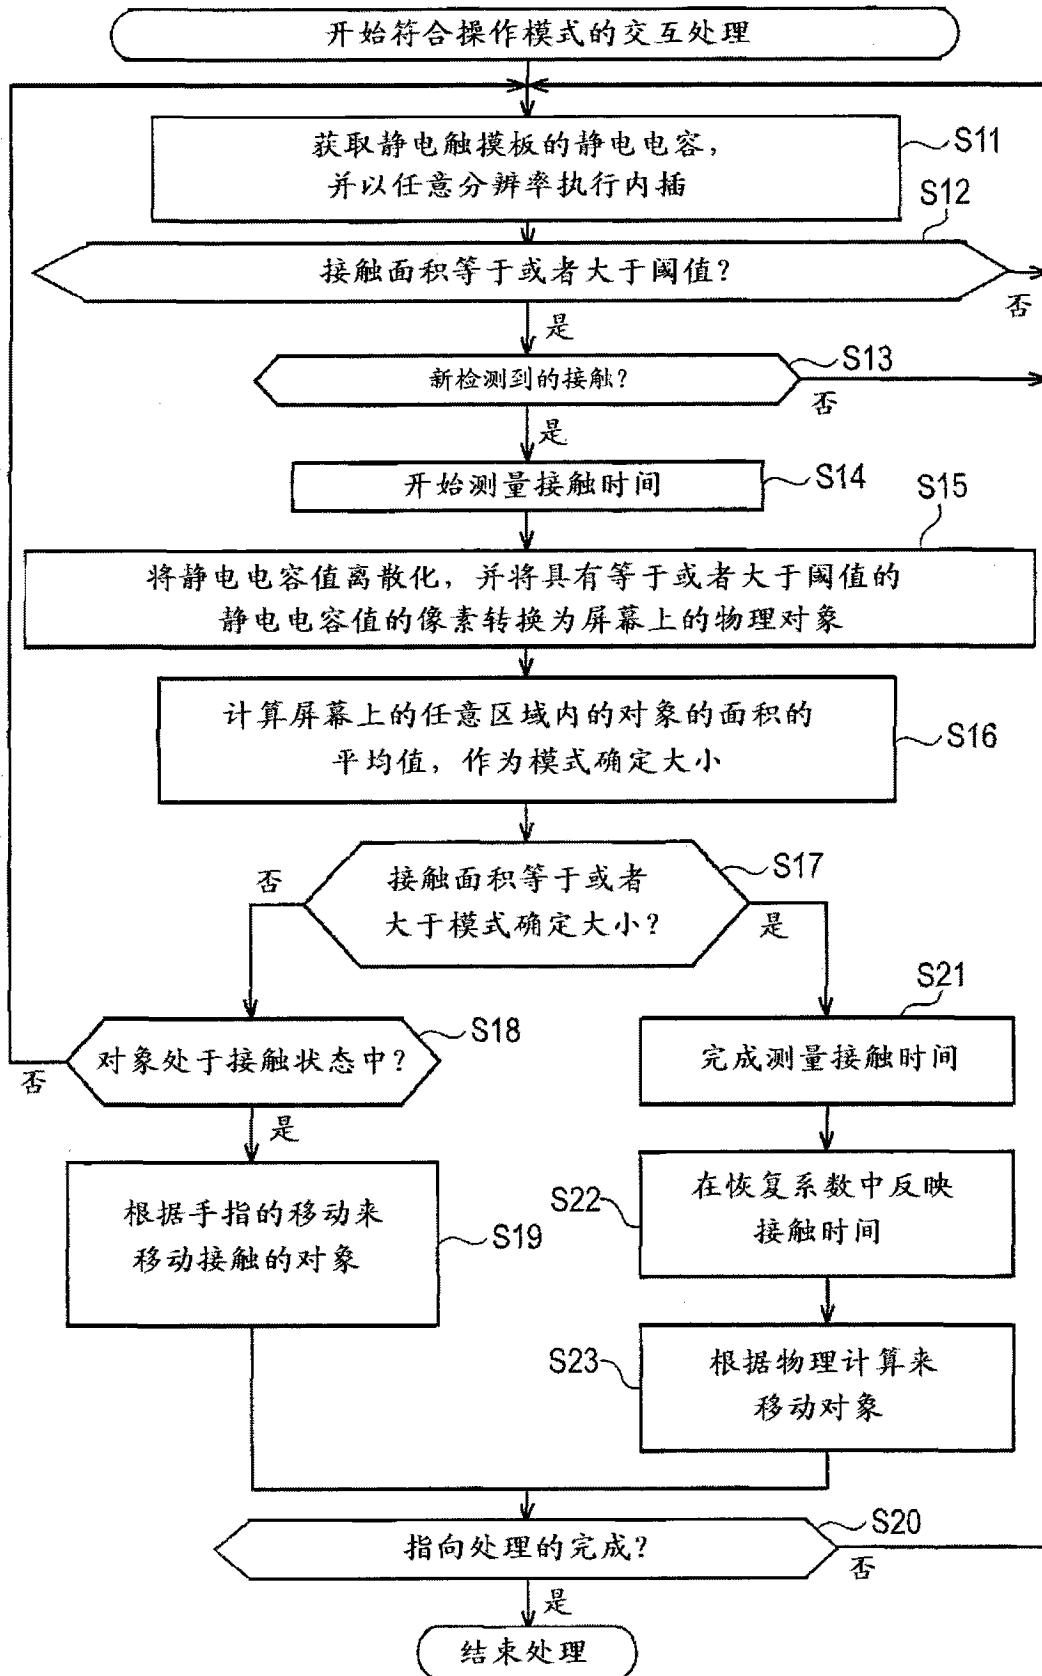 开始符合操作模式的交互处理
获取静电触摸板的静电电容，
并以任意分辨率执行内插
S11
S12
接触面积等于或者大于阈值？
否
是
S13
新检测到的接触？
否
是
开始测量接触时间
S14
S15
将静电电容值离散化，并将具有等于或者大于阈值的
静电电容值的像素转换为屏幕上的物理对象
计算屏幕上的任意区域内的对象的面积的
平均值，作为模式确定大小
S16
S17
接触面积等于或者
大于模式确定大小？
否
是
S18
对象处于接触状态中？
否
是
根据手指的移动来
移动接触的对象
S19
S21
完成测量接触时间
S22
在恢复系数中反映
接触时间
S23
根据物理计算来
移动对象
S20
指向处理的完成？
否
是
结束处理